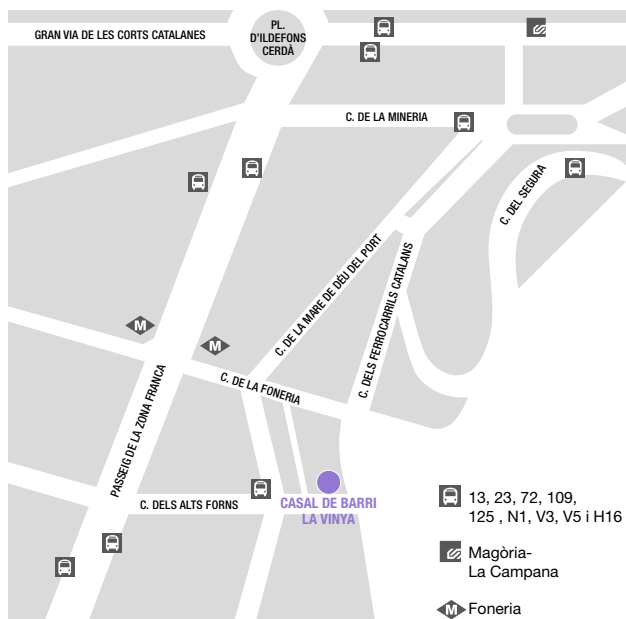 PL.
D'ILDEFONS
CERDÀ
GRAN VIA DE LES CORTS CATALANES
C. DE LA MINERIA
C. DEL SEGURA
C. DE LA MARE DE DÉU DEL PORT
C. DELS FERROCARRILS CATALANS
M
M
C. DE LA FONERIA
PASSEIG DE LA ZONA FRANCA
C. DELS ALTS FORNS
CASAL DE BARRI
LA VINYA
13, 23, 72, 109,
125 , N1, V3, V5 i H16
Magòria-
La Campana
M Foneria